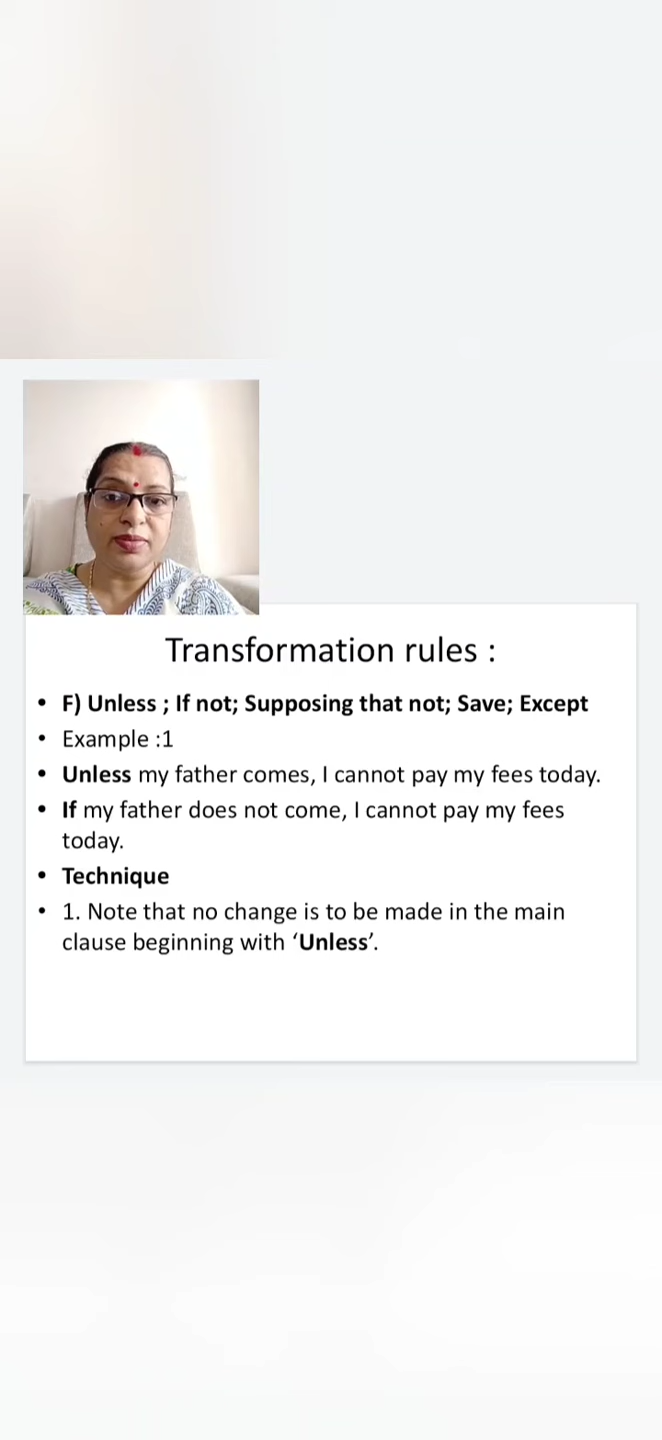 Transformation rules :
• F) Unless ; If not; Supposing that not; Save; Except
• Example :1
• Unless my father comes, I cannot pay my fees today.
• If my father does not come, I cannot pay my fees
today.
• Technique
• 1. Note that no change is to be made in the main
clause beginning with ‘Unless’.